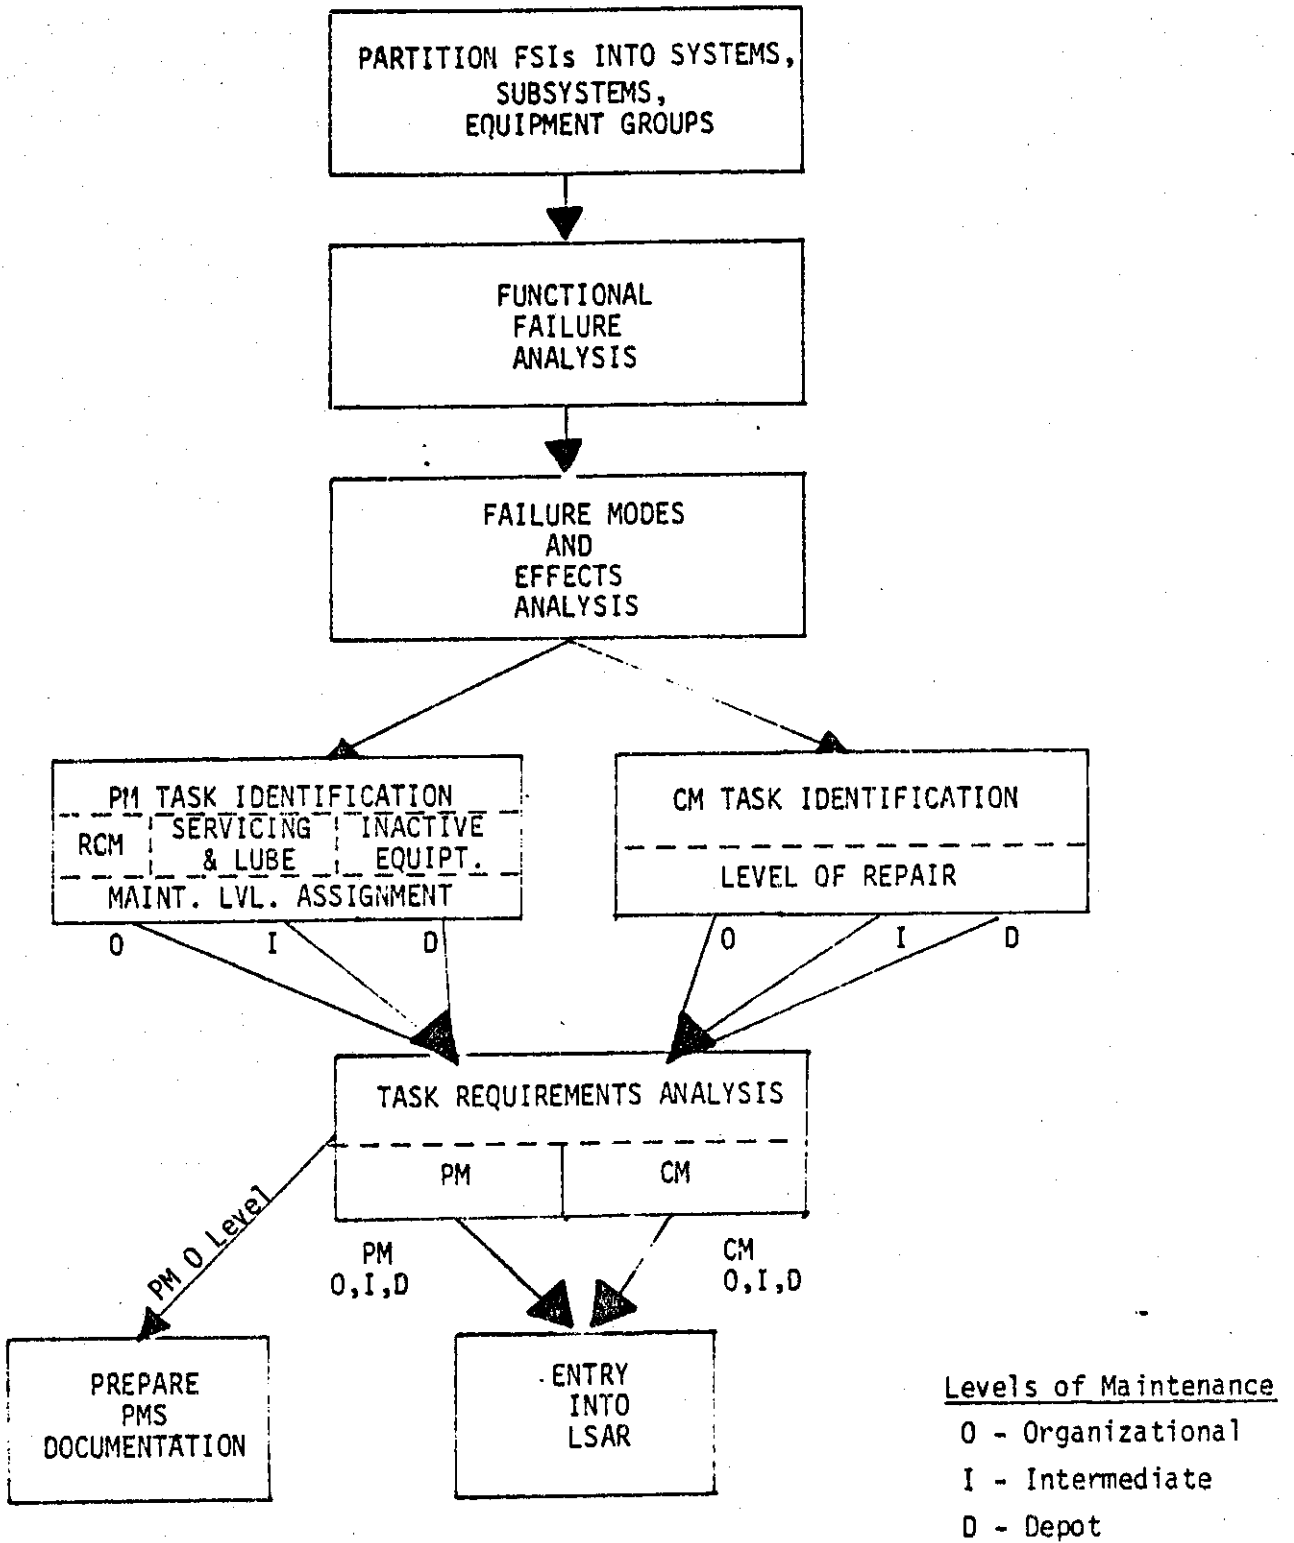 PARTITION FSIs INTO SYSTEMS,
SUBSYSTEMS,
EQUIPMENT GROUPS
FUNCTIONAL
FAILURE
ANALYSIS
FAILURE MODES
AND
EFFECTS
ANALYSIS
PM TASK IDENTIFICATION
RCM
SERVICING
& LUBE
INACTIVE
EQUIPT.
MAINT. LVL. ASSIGNMENT
O I D
CM TASK IDENTIFICATION
LEVEL OF REPAIR
O I D
TASK REQUIREMENTS ANALYSIS
PM CM
PM O Level
PM
O,I,D
CM
O,I,D
PREPARE
PMS
DOCUMENTATION
ENTRY
INTO
LSAR
Levels of Maintenance
O - Organizational
I - Intermediate
D - Depot